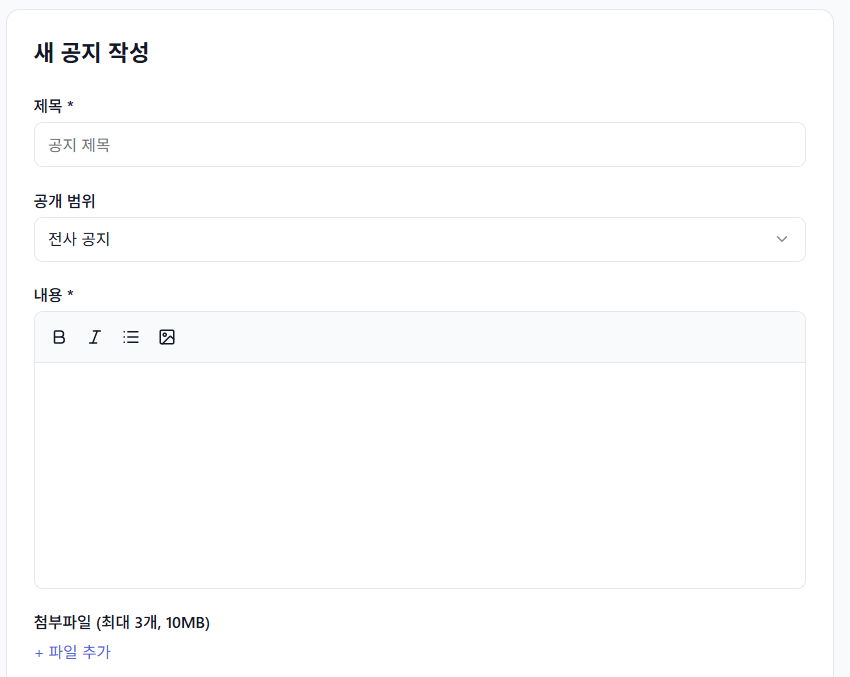 새 공지 작성
제목 *
공지 제목
공개 범위
전사 공지
내용 *
첨부파일 (최대 3개, 10MB)
+ 파일 추가